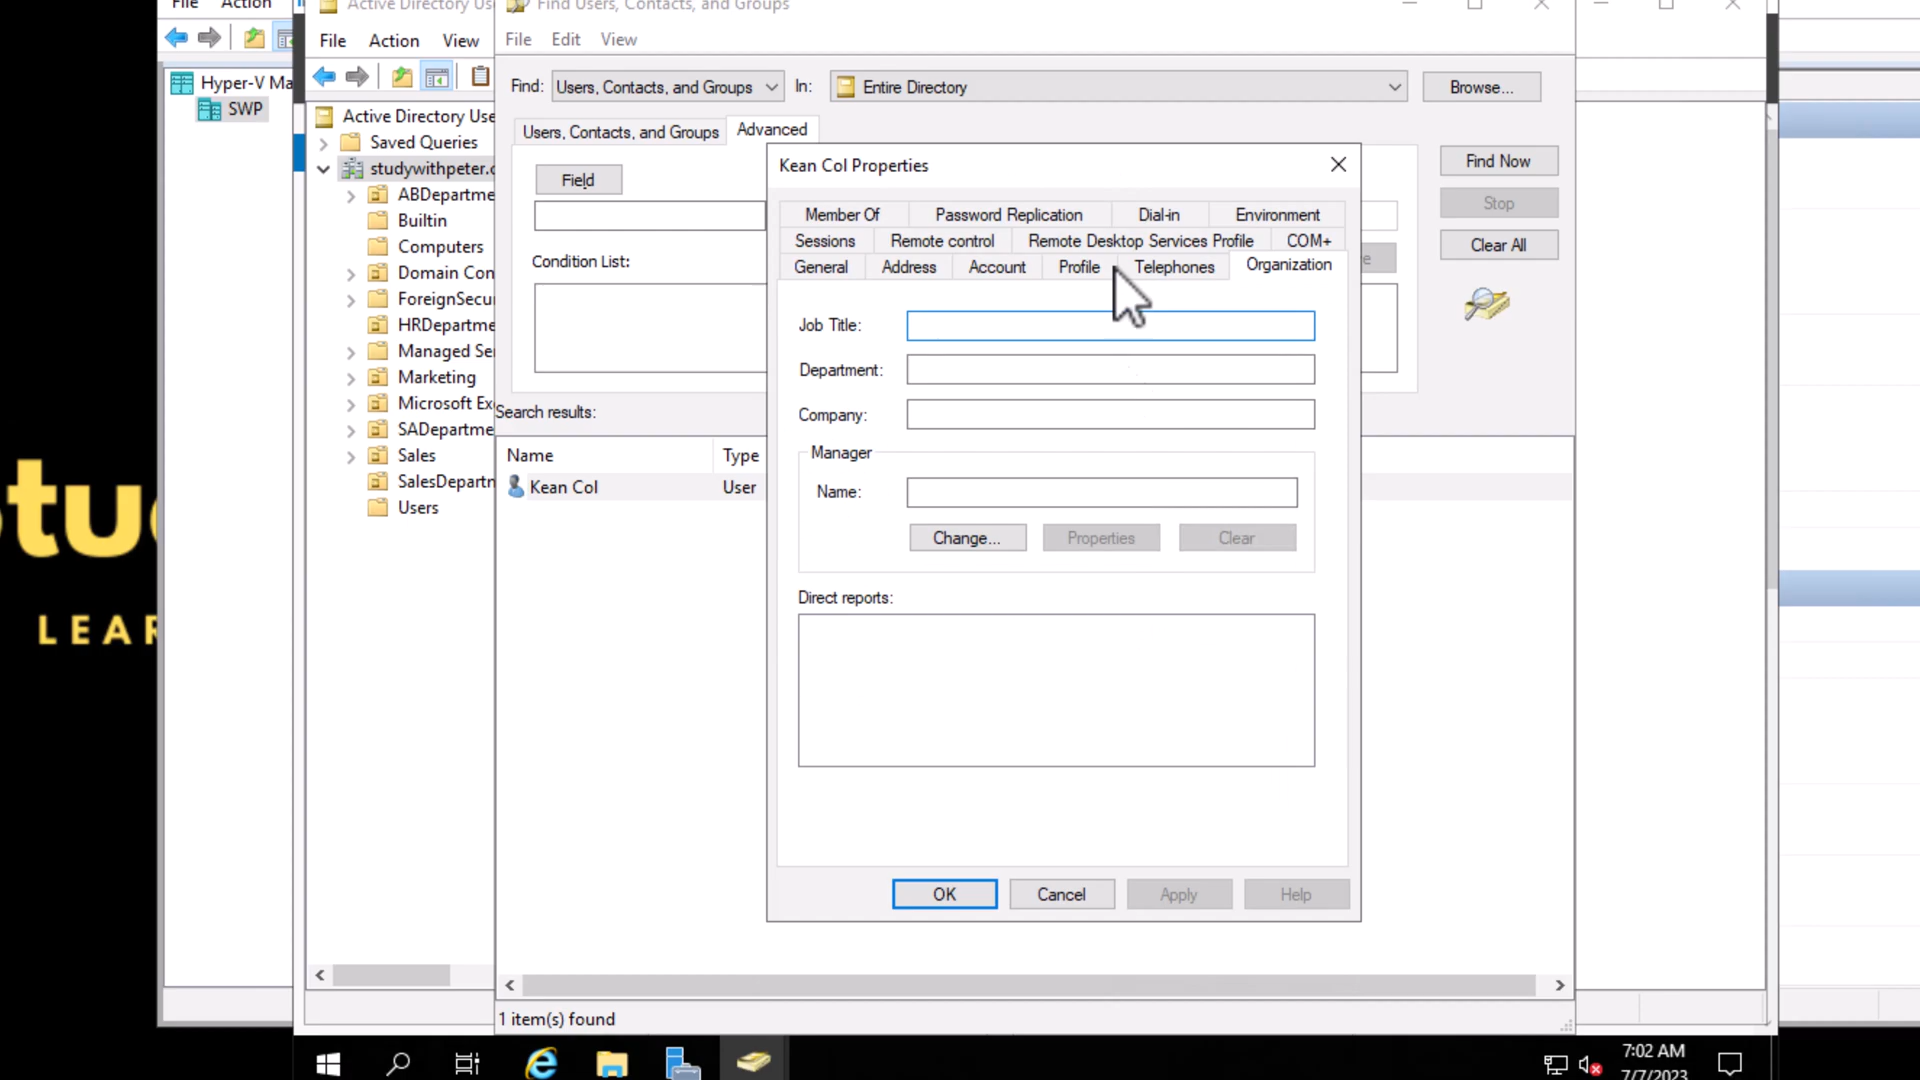 File Action
Hyper-V Ma
SWP
Active Directory Use
File Action View
Active Directory Use
Saved Queries
studywithpeter.c
ABDepartme
Builtin
Computers
Domain Con
ForeignSecu
HRDepartme
Managed Se
Marketing
Microsoft Ex
SADepartme
Sales
SalesDepartn
Users
Find Users, Contacts, and Groups
File Edit View
Find: Users, Contacts, and Groups In: Entire Directory Browse...
Users, Contacts, and Groups Advanced
Field
Condition List:
Find Now
Stop
Clear All
Search results:
Name Type
Kean Col User
1 item(s) found
Kean Col Properties
Member Of Password Replication Dial-in Environment
Sessions Remote control Remote Desktop Services Profile COM+
General Address Account Profile Telephones Organization
Job Title:
Department:
Company:
Manager
Name:
Change... Properties Clear
Direct reports:
OK Cancel Apply Help
tu
LEAR
7:02 AM
7/7/2023